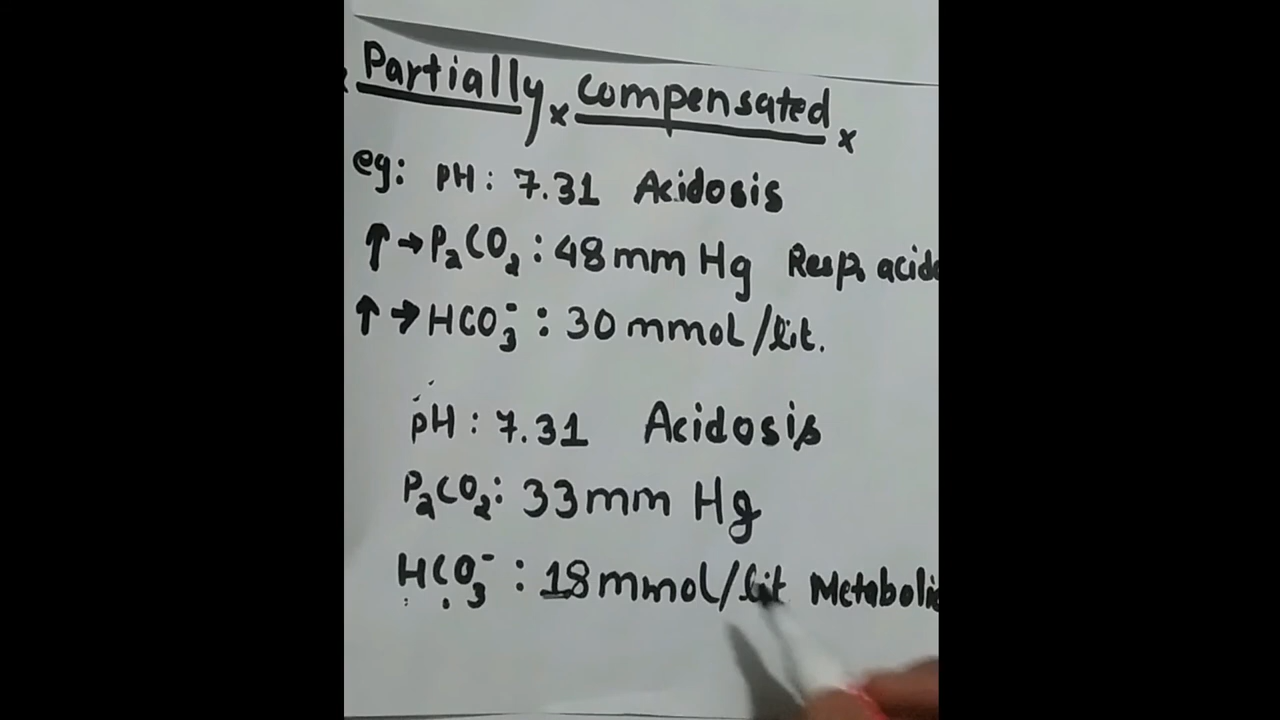 Partially compensated
eg: pH: 7.31 Acidosis
↑ → PaCO2: 48 mm Hg Resp. acido
↑ → HCO3-: 30 mmol/lit.
pH: 7.31 Acidosis
PaCO2: 33 mm Hg
HCO3-: 18 mmol/lit Metabolic